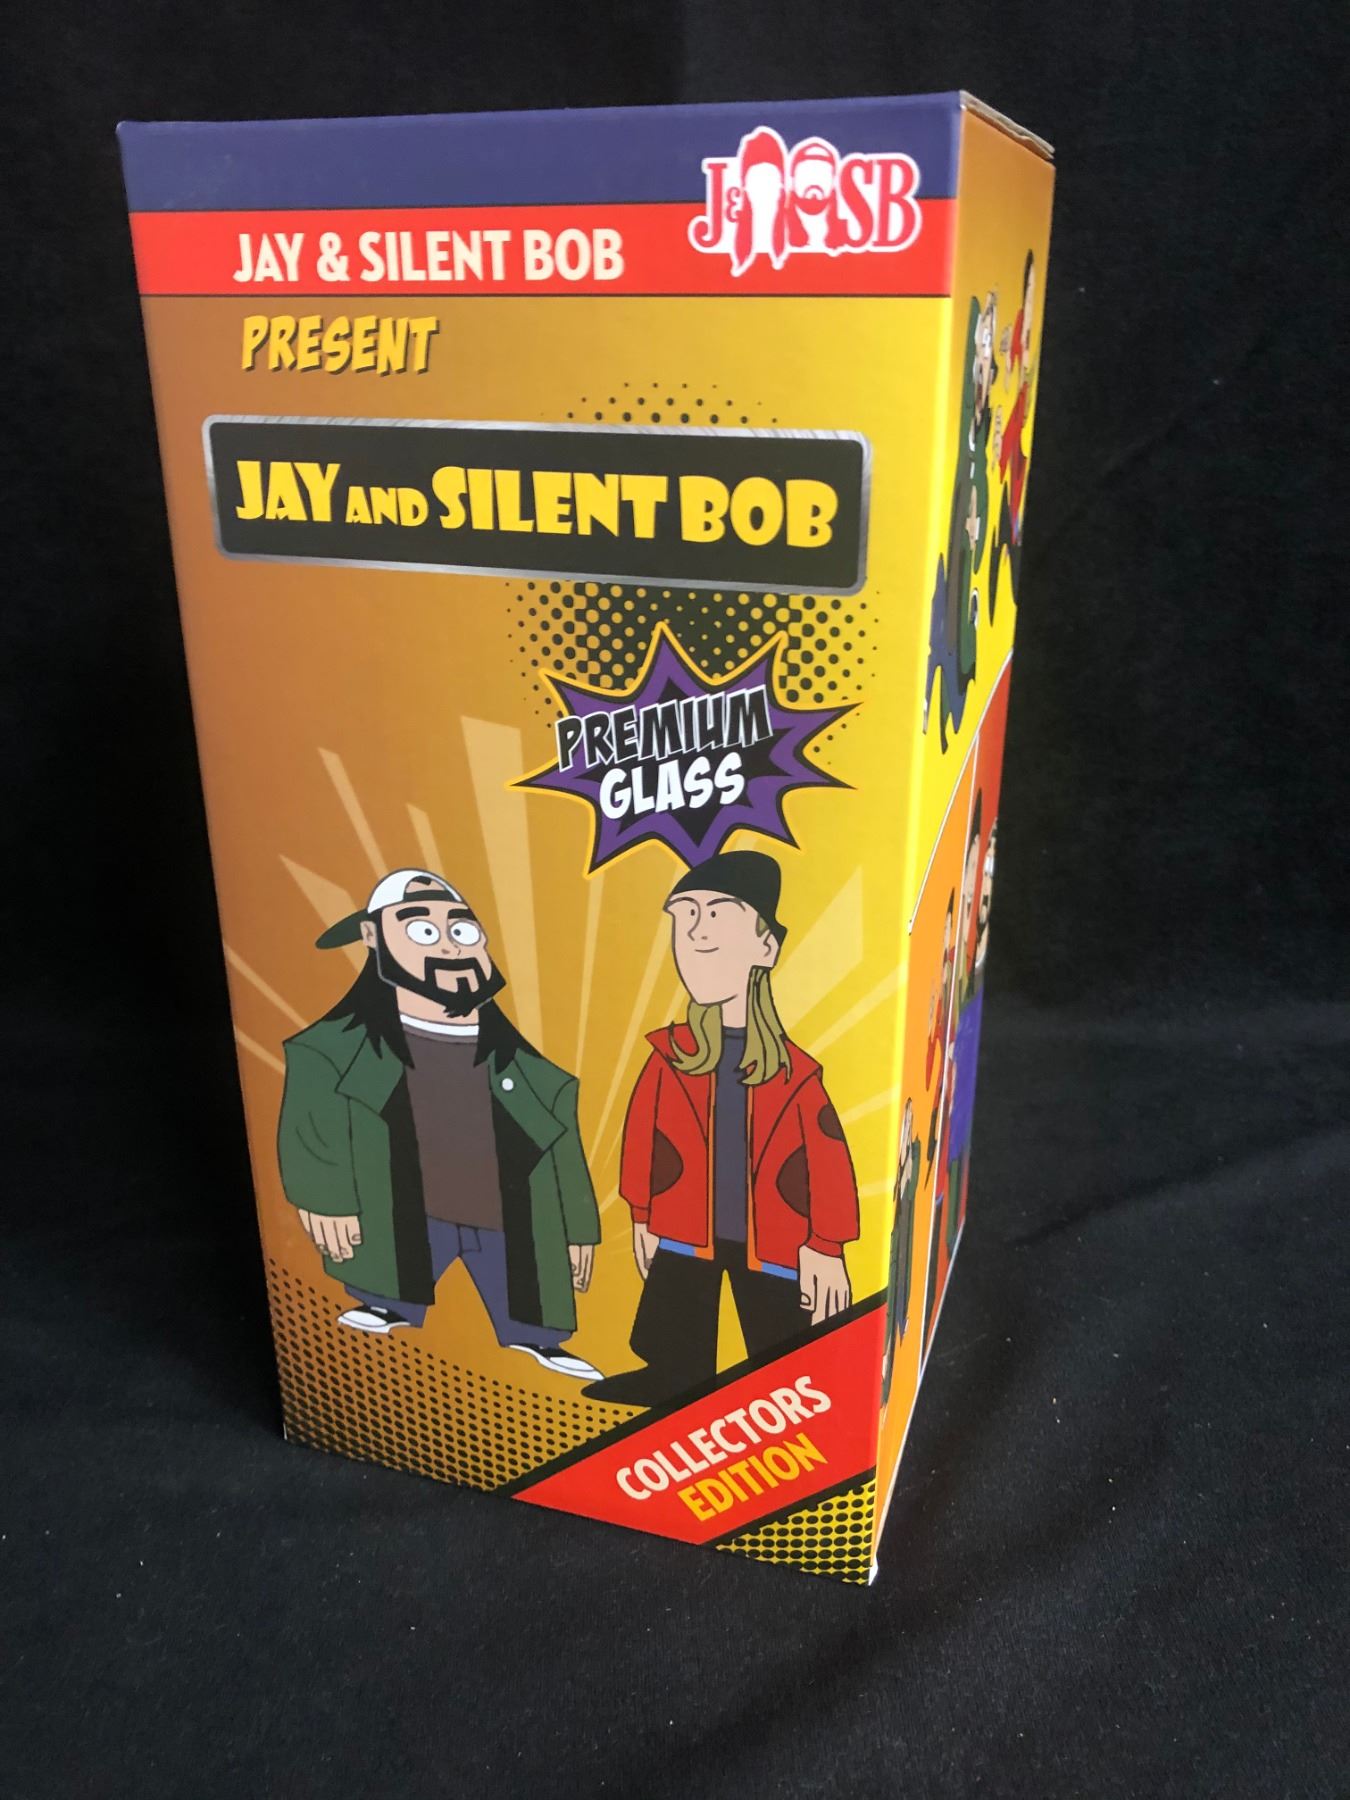 J&SB
JAY & SILENT BOB
PRESENT
JAY AND SILENT BOB
PREMIUM
GLASS
COLLECTORS
EDITION